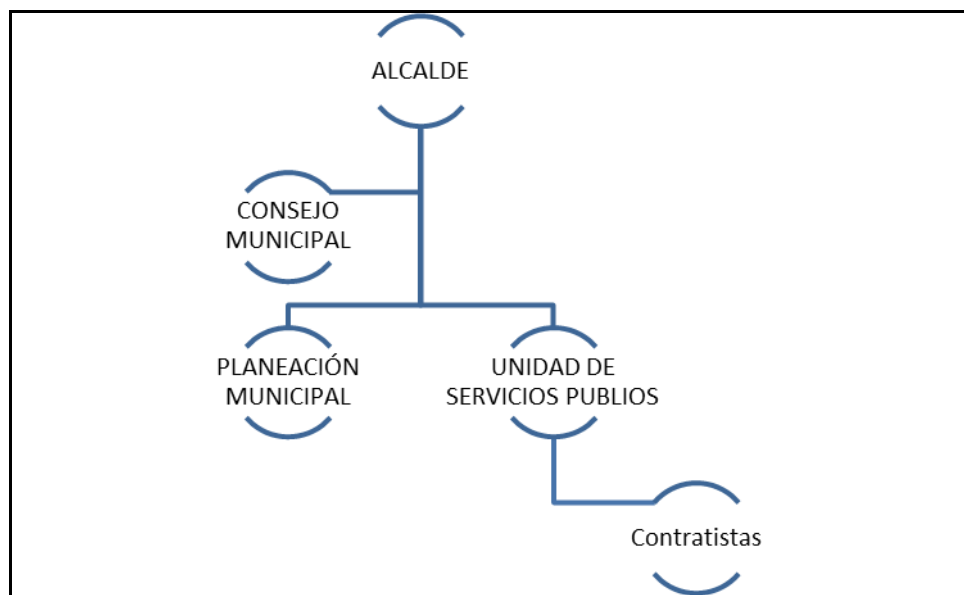 ALCALDE
CONSEJO
MUNICIPAL
PLANEACIÓN
MUNICIPAL
UNIDAD DE
SERVICIOS PUBLIOS
Contratistas